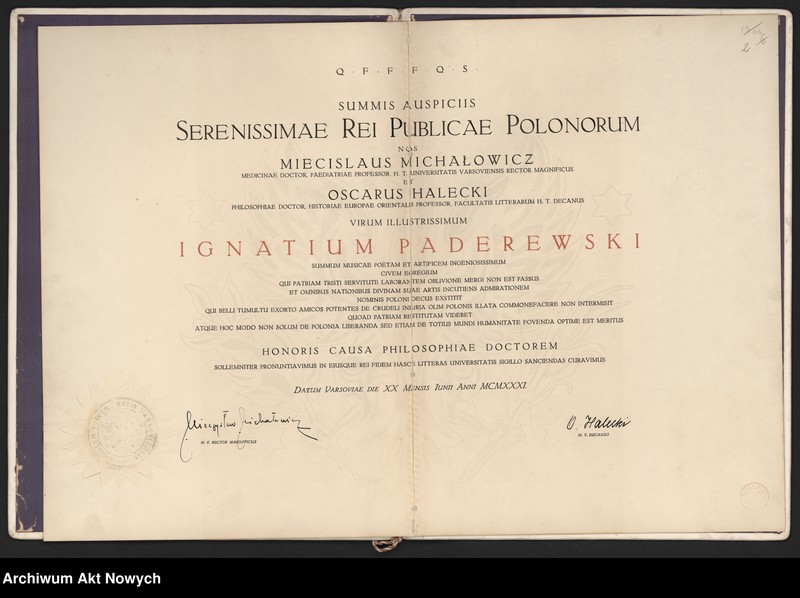 Q · F · F · F · Q · S ·
SUMMIS AUSPICIIS
SERENISSIMAE REI PUBLICAE POLONORUM
NOS
MIECISLAUS MICHAŁOWICZ
MEDICINAE DOCTOR, PAEDIATRIAE PROFESSOR, H. T. UNIVERSITATIS VARSOVIENSIS RECTOR MAGNIFICUS
ET
OSCARUS HALECKI
PHILOSOPHIAE DOCTOR, HISTORIAE EUROPAE ORIENTALIS PROFESSOR, FACULTATIS LITTERARUM H. T. DECANUS
VIRUM ILLUSTRISSIMUM
IGNATIUM PADEREWSKI
SUMMUM MUSICAE POETAM ET ARTIFICEM INGENIOSISSIMUM
CIVEM EGREGIUM
QUI PATRIAM TRISTI SERVITUTE LABORANTEM OBLIVIONE MERGI NON EST PASSUS
ET OMNIBUS NATIONIBUS DIVINAM SUAE ARTIS INCUTIENS ADMIRATIONEM
NOMINIS POLONI DECUS EXSTITIT
QUI BELLI TUMULTU EXORTO AMICOS POTENTES DE CRUDELI INIURIA OLIM POLONIS ILLATA COMMONEFACERE NON INTERMISIT
QUOAD PATRIAM RESTITUTAM VIDERET
ATQUE HOC MODO NON SOLUM DE POLONIA LIBERANDA SED ETIAM DE TOTIUS MUNDI HUMANITATE FOVENDA OPTIME EST MERITUS
HONORIS CAUSA PHILOSOPHIAE DOCTOREM
SOLLEMNITER PRONUNTIAVIMUS IN EIUSQUE REI FIDEM HASCE LITTERAS UNIVERSITATIS SIGILLO SANCIENDAS CURAVIMUS
DATUM VARSOVIAE DIE XX MENSIS IUNII ANNI MCMXXXI.
Mieczysław Michałowicz
H. T. RECTOR MAGNIFICUS
O. Halecki
H. T. DECANUS
Archiwum Akt Nowych